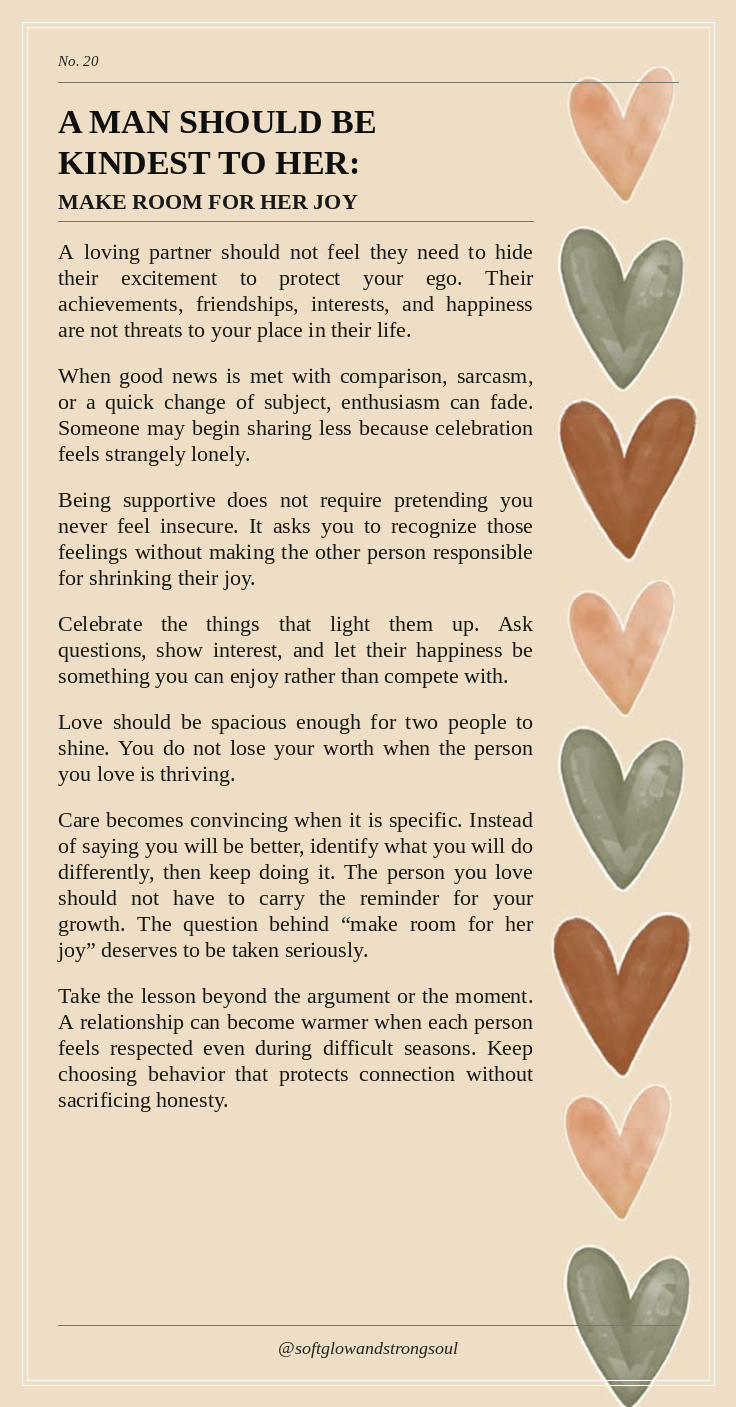 No. 20
A MAN SHOULD BE
KINDEST TO HER:
MAKE ROOM FOR HER JOY
A loving partner should not feel they need to hide
their excitement to protect your ego. Their
achievements, friendships, interests, and happiness
are not threats to your place in their life.
When good news is met with comparison, sarcasm,
or a quick change of subject, enthusiasm can fade.
Someone may begin sharing less because celebration
feels strangely lonely.
Being supportive does not require pretending you
never feel insecure. It asks you to recognize those
feelings without making the other person responsible
for shrinking their joy.
Celebrate the things that light them up. Ask
questions, show interest, and let their happiness be
something you can enjoy rather than compete with.
Love should be spacious enough for two people to
shine. You do not lose your worth when the person
you love is thriving.
Care becomes convincing when it is specific. Instead
of saying you will be better, identify what you will do
differently, then keep doing it. The person you love
should not have to carry the reminder for your
growth. The question behind “make room for her
joy” deserves to be taken seriously.
Take the lesson beyond the argument or the moment.
A relationship can become warmer when each person
feels respected even during difficult seasons. Keep
choosing behavior that protects connection without
sacrificing honesty.
@softglowandstrongsoul